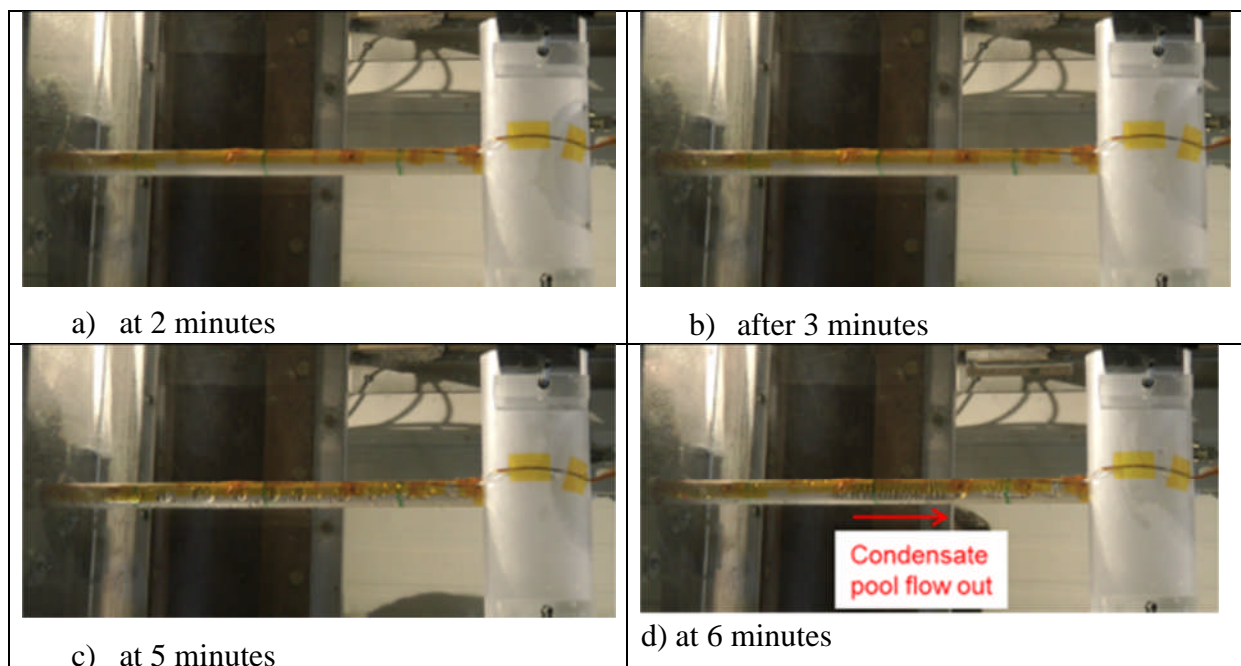 a) at 2 minutes
b) after 3 minutes
Condensate
pool flow out
c) at 5 minutes
d) at 6 minutes